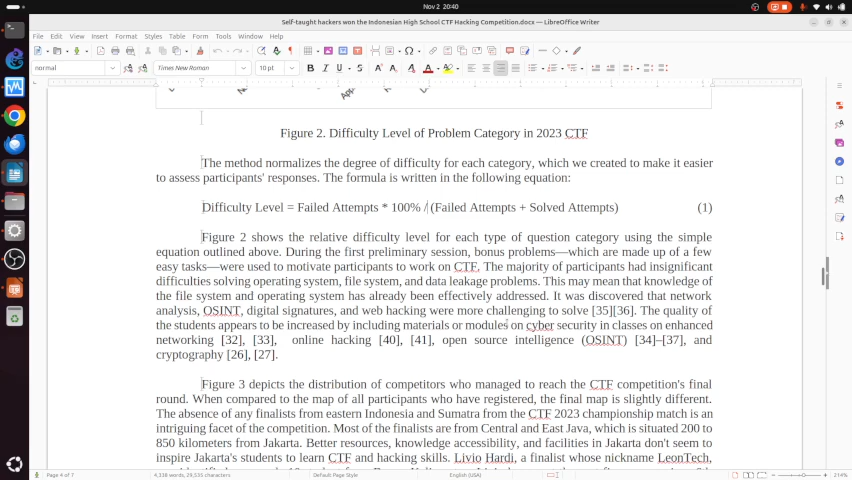 Nov 2 20:40
Self-taught hackers won the Indonesian High School CTF Hacking Competition.docx — LibreOffice Writer
File Edit View Insert Format Styles Table Form Tools Window Help
normal Times New Roman 10 pt
Figure 2. Difficulty Level of Problem Category in 2023 CTF
The method normalizes the degree of difficulty for each category, which we created to make it easier
to assess participants' responses. The formula is written in the following equation:
Difficulty Level = Failed Attempts * 100% / (Failed Attempts + Solved Attempts) (1)
Figure 2 shows the relative difficulty level for each type of question category using the simple
equation outlined above. During the first preliminary session, bonus problems—which are made up of a few
easy tasks—were used to motivate participants to work on CTF. The majority of participants had insignificant
difficulties solving operating system, file system, and data leakage problems. This may mean that knowledge of
the file system and operating system has already been effectively addressed. It was discovered that network
analysis, OSINT, digital signatures, and web hacking were more challenging to solve [35][36]. The quality of
the students appears to be increased by including materials or modules on cyber security in classes on enhanced
networking [32], [33], online hacking [40], [41], open source intelligence (OSINT) [34]–[37], and
cryptography [26], [27].
Figure 3 depicts the distribution of competitors who managed to reach the CTF competition's final
round. When compared to the map of all participants who have registered, the final map is slightly different.
The absence of any finalists from eastern Indonesia and Sumatra from the CTF 2023 championship match is an
intriguing facet of the competition. Most of the finalists are from Central and East Java, which is situated 200 to
850 kilometers from Jakarta. Better resources, knowledge accessibility, and facilities in Jakarta don't seem to
inspire Jakarta's students to learn CTF and hacking skills. Livio Hardi, a finalist whose nickname LeonTech,
Page 4 of 7 4,338 words, 29,535 characters Default Page Style English (USA) 214%